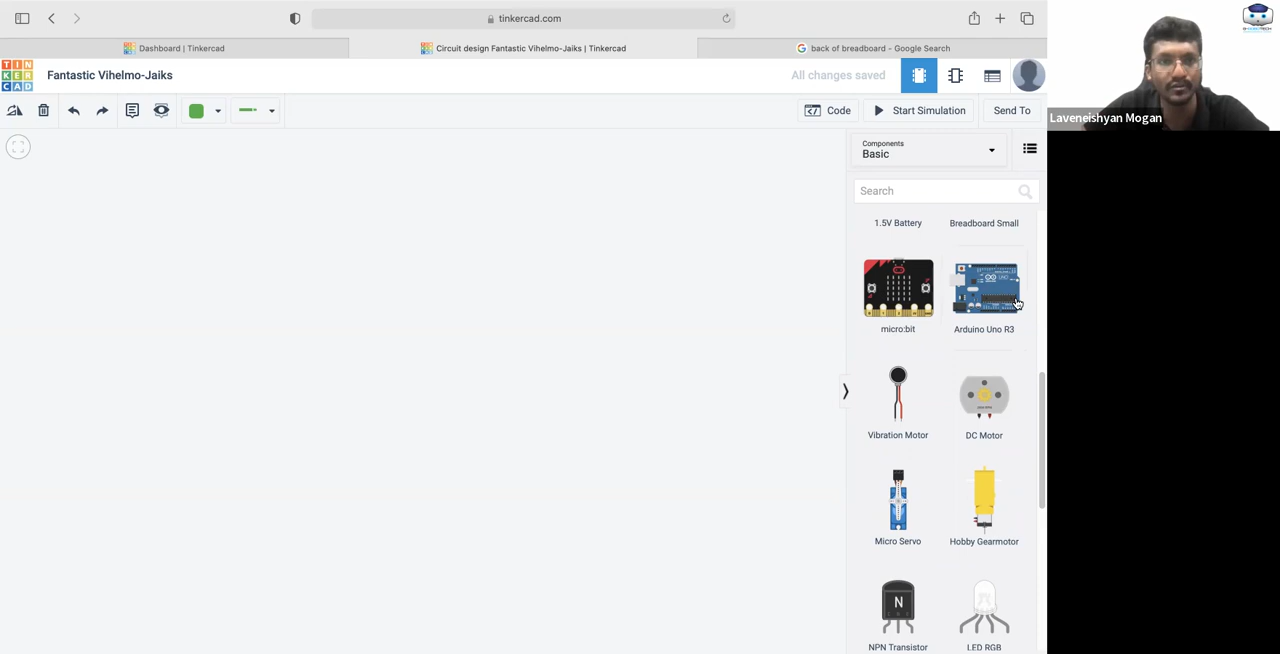 tinkercad.com
Dashboard | Tinkercad
Circuit design Fantastic Vihelmo-Jaiks | Tinkercad
back of breadboard - Google Search
TIN
KER
CAD
Fantastic Vihelmo-Jaiks
All changes saved
Laveneishyan Mogan
Code
Start Simulation
Send To
Components
Basic
Search
1.5V Battery
Breadboard Small
micro:bit
Arduino Uno R3
Vibration Motor
DC Motor
Micro Servo
Hobby Gearmotor
N
NPN Transistor
LED RGB